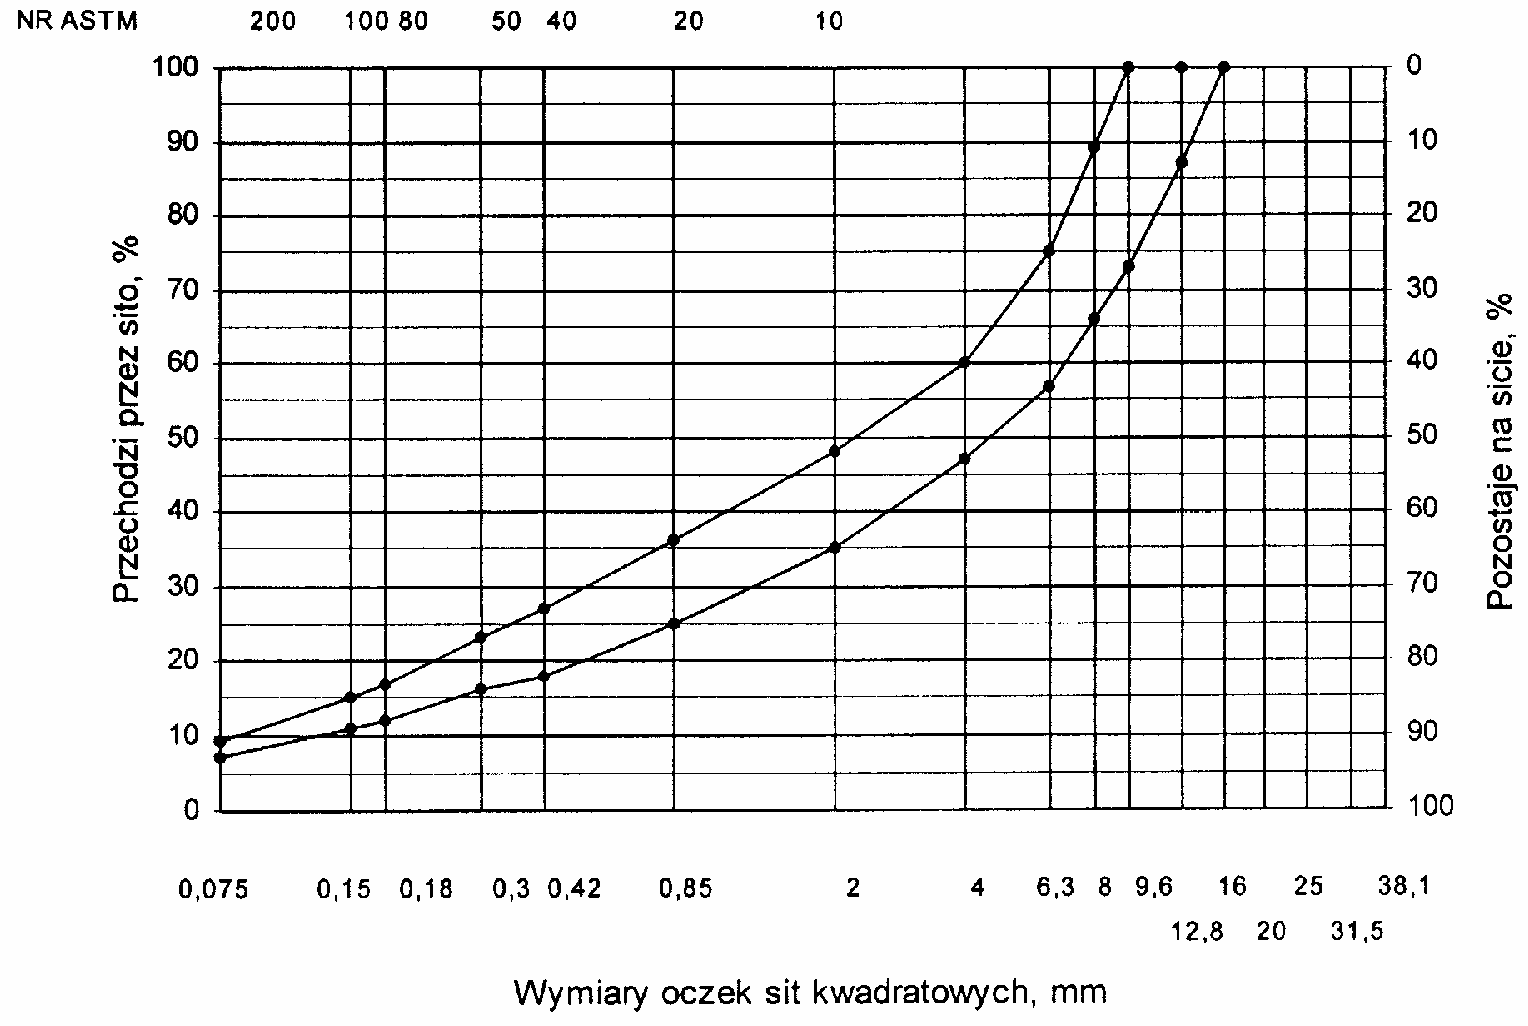 NR ASTM 200 100 80 50 40 20 10
100 0
90 10
80 20
70 30
60 40
50 50
40 60
30 70
20 80
10 90
0 100
Przechodzi przez sito, %
Pozostaje na sicie, %
0,075 0,15 0,18 0,3 0,42 0,85 2 4 6,3 8 9,6 16 25 38,1
12,8 20 31,5
Wymiary oczek sit kwadratowych, mm